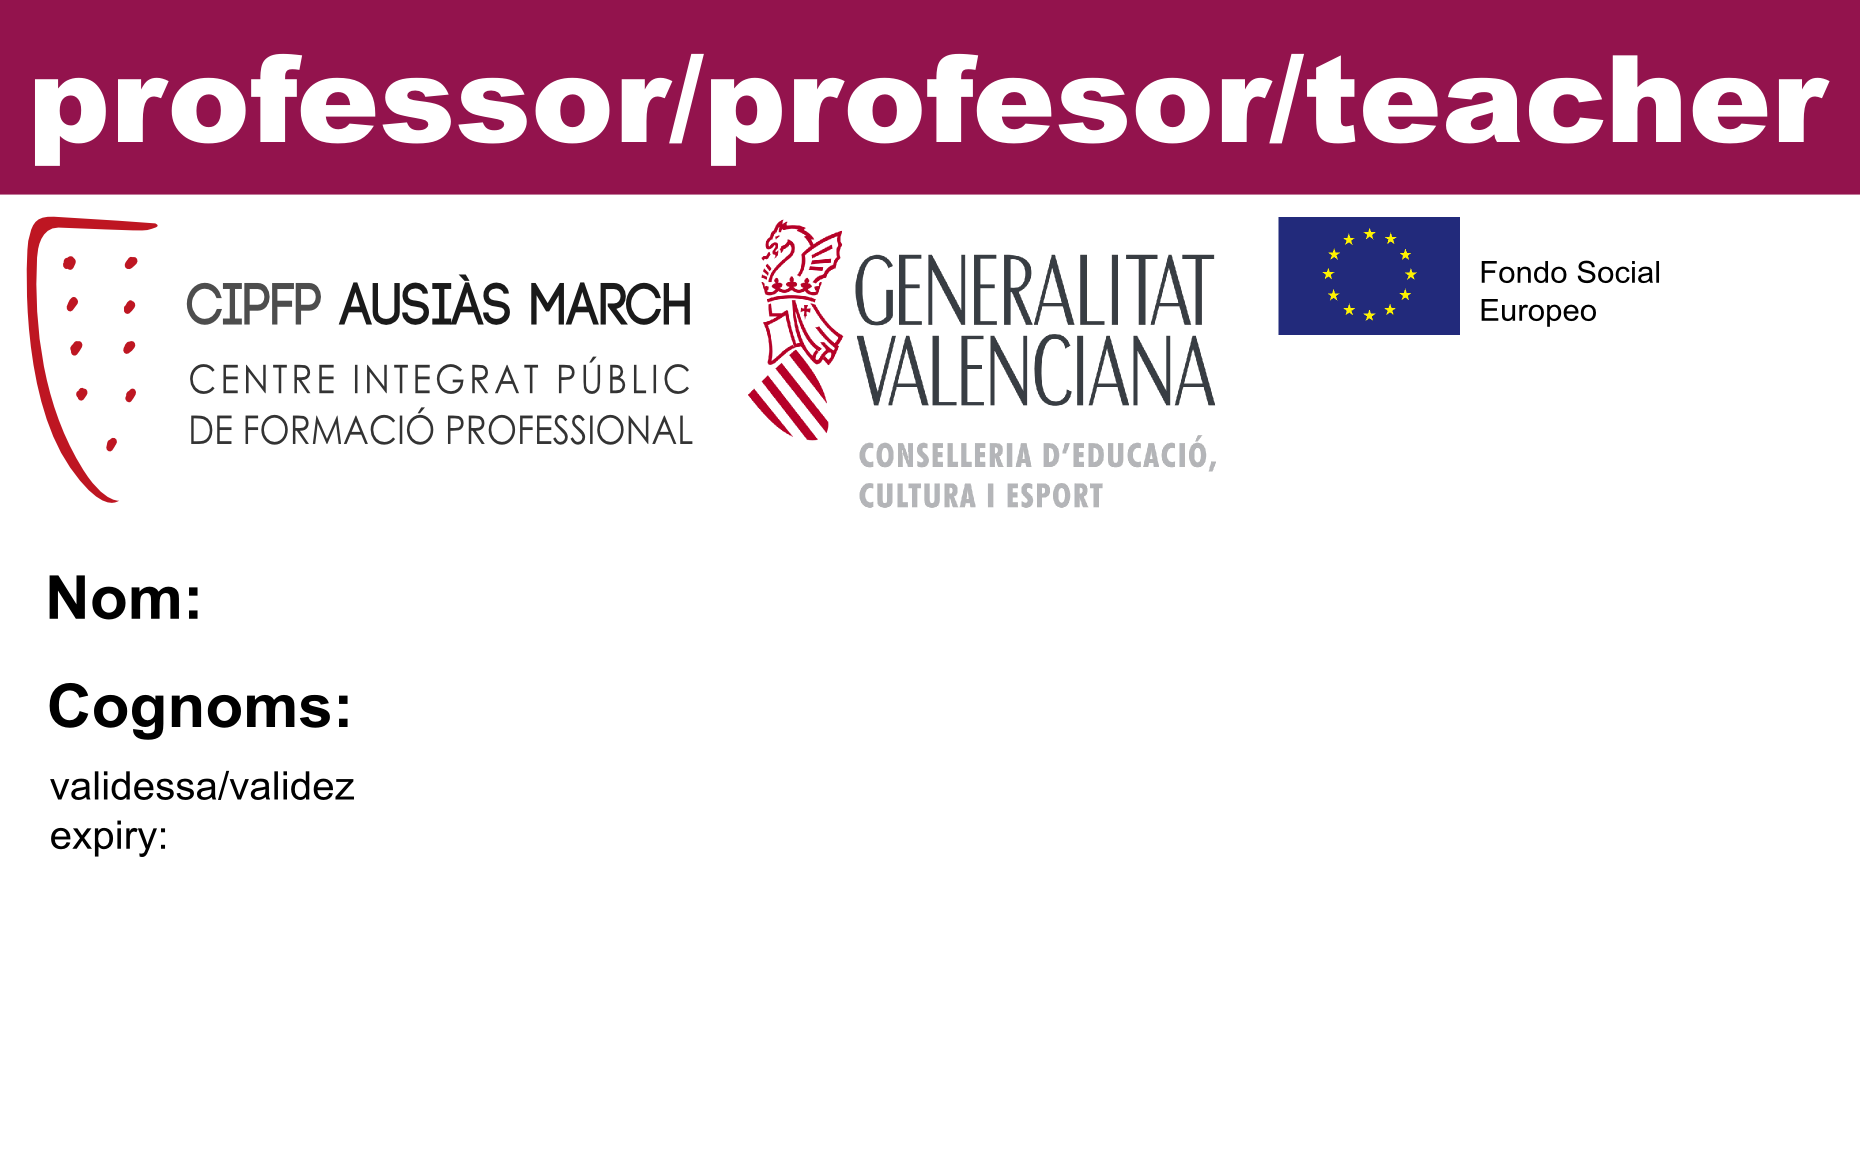 professor/profesor/teacher
CIPFP AUSIÀS MARCH
CENTRE INTEGRAT PÚBLIC
DE FORMACIÓ PROFESSIONAL
GENERALITAT
VALENCIANA
CONSELLERIA D'EDUCACIÓ,
CULTURA I ESPORT
Fondo Social
Europeo
Nom:
Cognoms:
validessa/validez
expiry: